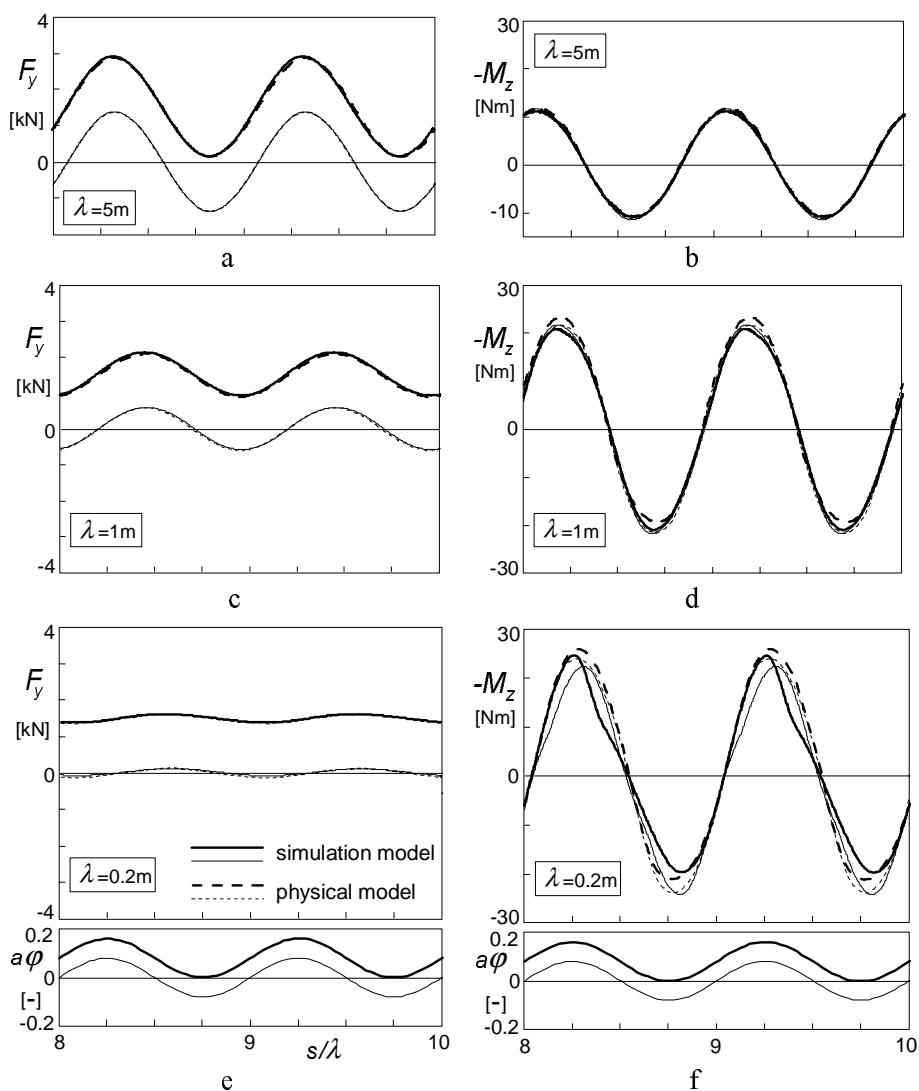 4
F_y
[kN]
0
λ=5m
a
30
-M_z
[Nm]
λ=5m
0
-10
b
4
F_y
[kN]
0
λ=1m
-4
c
30
-M_z
[Nm]
0
λ=1m
-30
d
4
F_y
[kN]
0
simulation model
λ=0.2m
physical model
-4
0.2
aφ
0
[-]
-0.2
8
s/λ
9
10
e
30
-M_z
[Nm]
0
λ=0.2m
-30
0.2
aφ
0
[-]
-0.2
8
9
10
f